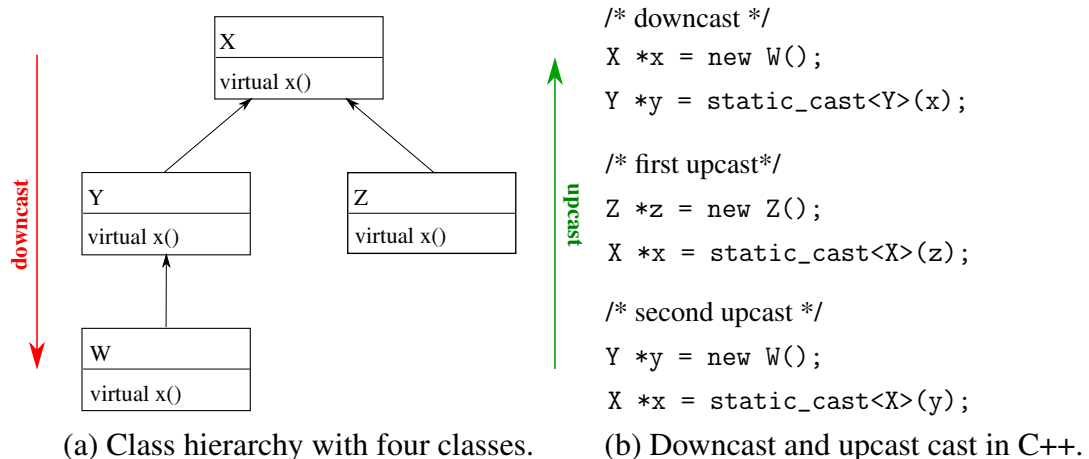 X
virtual x()
Y
virtual x()
Z
virtual x()
W
virtual x()
downcast
upcast
(a) Class hierarchy with four classes.
/* downcast */
X *x = new W();
Y *y = static_cast<Y>(x);
/* first upcast*/
Z *z = new Z();
X *x = static_cast<X>(z);
/* second upcast */
Y *y = new W();
X *x = static_cast<X>(y);
(b) Downcast and upcast cast in C++.